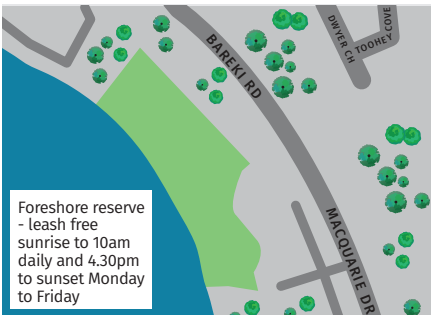 DWYER CH
TOOHEY COVE
BAREKI RD
MACQUARIE DR
Foreshore reserve
- leash free
sunrise to 10am
daily and 4.30pm
to sunset Monday
to Friday